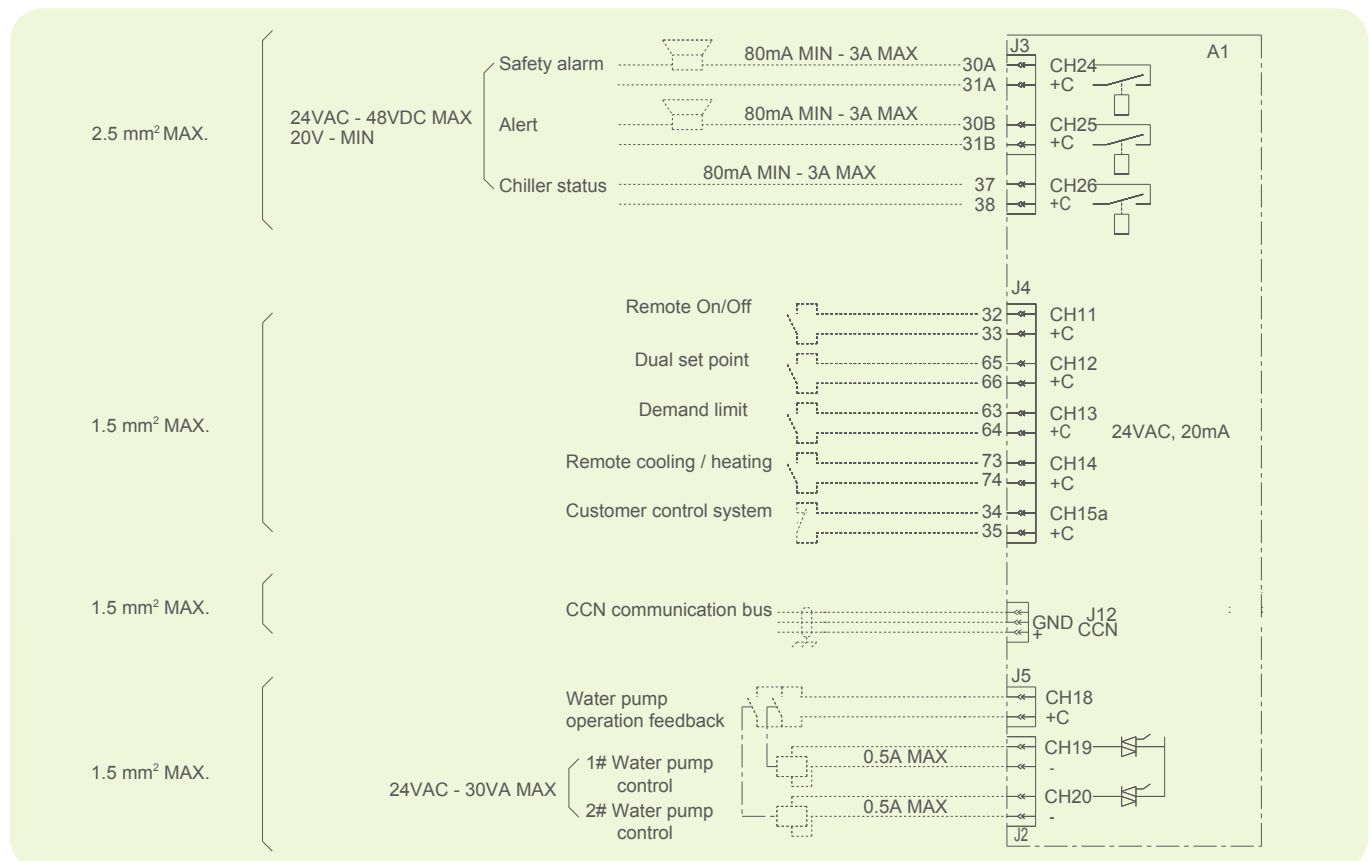 J3
A1
Safety alarm
80mA MIN - 3A MAX
30A
CH24
31A
+C
24VAC - 48VDC MAX
20V - MIN
2.5 mm² MAX.
Alert
80mA MIN - 3A MAX
30B
CH25
31B
+C
Chiller status
80mA MIN - 3A MAX
37
CH26
38
+C
J4
Remote On/Off
32
CH11
33
+C
Dual set point
65
CH12
66
+C
Demand limit
63
CH13
64
+C
24VAC, 20mA
1.5 mm² MAX.
Remote cooling / heating
73
CH14
74
+C
Customer control system
34
CH15a
35
+C
1.5 mm² MAX.
CCN communication bus
GND
+
J12
CCN
J5
Water pump
operation feedback
CH18
+C
1.5 mm² MAX.
24VAC - 30VA MAX
1# Water pump
control
0.5A MAX
CH19
-
2# Water pump
control
0.5A MAX
CH20
-
J2